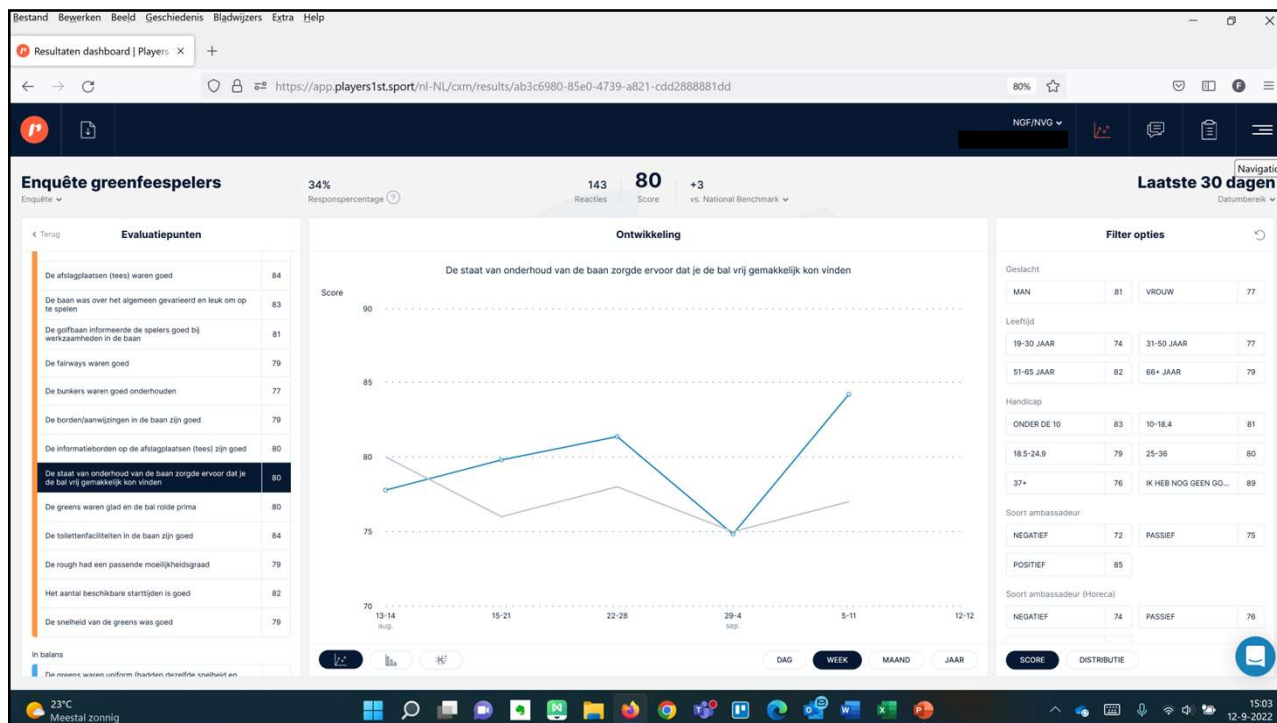 Bestand Bewerken Beeld Geschiedenis Bladwijzers Extra Help
Resultaten dashboard | Players
https://app.players1st.sport/nl-NL/cxm/results/ab3c6980-85e0-4739-a821-cdd2888881dd
80%
NGF/NVG
Navigatic
Enquête greenfeespelers
Enquête
34%
Responspercentage ?
143
Reacties
80
Score
+3
vs. National Benchmark
Laatste 30 dagen
Datumbereik
Terug
Evaluatiepunten
De afslagplaatsen (tees) waren goed 84
De baan was over het algemeen gevarieerd en leuk om op
te spelen 83
De golfbaan informeerde de spelers goed bij
werkzaamheden in de baan 81
De fairways waren goed 79
De bunkers waren goed onderhouden 77
De borden/aanwijzingen in de baan zijn goed 79
De informatieborden op de afslagplaatsen (tees) zijn goed 80
De staat van onderhoud van de baan zorgde ervoor dat je
de bal vrij gemakkelijk kon vinden 80
De greens waren glad en de bal rolde prima 80
De toilettenfaciliteiten in de baan zijn goed 84
De rough had een passende moeilijkheidsgraad 79
Het aantal beschikbare starttijden is goed 82
De snelheid van de greens was goed 79
In balans
De greens waren uniform (hadden dezelfde snelheid en
Ontwikkeling
De staat van onderhoud van de baan zorgde ervoor dat je de bal vrij gemakkelijk kon vinden
Score
90
85
80
75
70
13-14 15-21 22-28 29-4 5-11 12-12
aug. sep.
DAG WEEK MAAND JAAR
Filter opties
Geslacht
MAN 81 VROUW 77
Leeftijd
19-30 JAAR 74 31-50 JAAR 77
51-65 JAAR 82 66+ JAAR 79
Handicap
ONDER DE 10 83 10-18.4 81
18.5-24.9 79 25-36 80
37+ 76 IK HEB NOG GEEN GO... 89
Soort ambassadeur
NEGATIEF 72 PASSIEF 75
POSITIEF 85
Soort ambassadeur (Horeca)
NEGATIEF 74 PASSIEF 76
SCORE DISTRIBUTIE
23°C
Meestal zonnig
15:03
12-9-2022